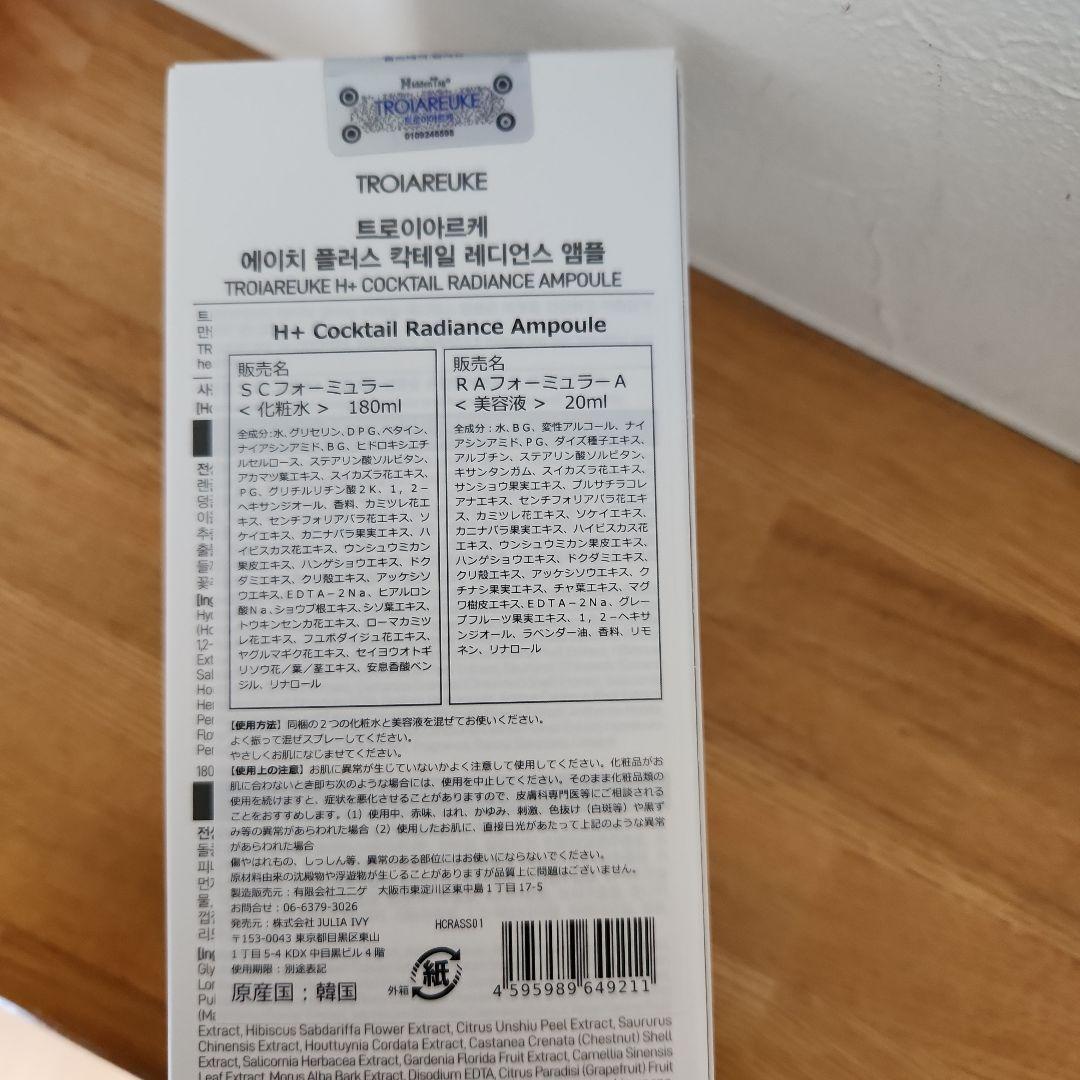 HiddenTag
TROIAREUKE
트로이아르케
0109248595
TROIAREUKE
트로이아르케
에이치 플러스 칵테일 레디언스 앰플
TROIAREUKE H+ COCKTAIL RADIANCE AMPOULE
H+ Cocktail Radiance Ampoule
販売名
ＳＣフォーミュラー
< 化粧水 > 180ml
全成分:水、グリセリン、ＤＰＧ、ベタイン、
ナイアシンアミド、ＢＧ、ヒドロキシエチ
ルセルロース、ステアリン酸ソルビタン、
アカマツ葉エキス、スイカズラ花エキス、
ＰＧ、グリチルリチン酸２Ｋ、１，２－
ヘキサンジオール、香料、カミツレ花エ
キス、センチフォリアバラ花エキス、ソ
ケイエキス、カニナバラ果実エキス、ハ
イビスカス花エキス、ウンシュウミカン
果皮エキス、ハンゲショウエキス、ドク
ダミエキス、クリ殻エキス、アッケシソ
ウエキス、ＥＤＴＡ－２Ｎａ、ヒアルロン
酸Ｎａ、ショウブ根エキス、シソ葉エキス、
トウキンセンカ花エキス、ローマカミツ
レ花エキス、フユボダイジュ花エキス、
ヤグルマギク花エキス、セイヨウオトギ
リソウ花／葉／茎エキス、安息香酸ベン
ジル、リナロール
販売名
ＲＡフォーミュラーＡ
< 美容液 > 20ml
全成分：水、ＢＧ、変性アルコール、ナイ
アシンアミド、ＰＧ、ダイズ種子エキス、
アルブチン、ステアリン酸ソルビタン、
キサンタンガム、スイカズラ花エキス、
サンショウ果実エキス、プルサチラコレ
アナエキス、センチフォリアバラ花エキ
ス、カミツレ花エキス、ソケイエキス、
カニナバラ果実エキス、ハイビスカス花
エキス、ウンシュウミカン果皮エキス、
ハンゲショウエキス、ドクダミエキス、
クリ殻エキス、アッケシソウエキス、ク
チナシ果実エキス、チャ葉エキス、マグ
ワ樹皮エキス、ＥＤＴＡ－２Ｎａ、グレー
プフルーツ果実エキス、１，２－ヘキサ
ンジオール、ラベンダー油、香料、リモ
ネン、リナロール
【使用方法】同梱の２つの化粧水と美容液を混ぜてお使いください。
よく振って混ぜスプレーしてください。
やさしくお肌になじませてください。
【使用上の注意】お肌に異常が生じていないかよく注意して使用してください。化粧品がお
肌に合わないとき即ち次のような場合には、使用を中止してください。そのまま化粧品類の
使用を続けますと、症状を悪化させることがありますので、皮膚科専門医等にご相談される
ことをおすすめします。（1）使用中、赤味、はれ、かゆみ、刺激、色抜け（白斑等）や黒ず
み等の異常があらわれた場合（2）使用したお肌に、直接日光があたって上記のような異常
があらわれた場合
傷やはれもの、しっしん等、異常のある部位にはお使いにならないでください。
原材料由来の沈殿物や浮遊物が生じることがありますが品質上に問題はございません。
製造販売元：有限会社ユニゲ 大阪市東淀川区東中島１丁目17-5
お問合せ：06-6379-3026
発売元：株式会社 JULIA IVY
〒153-0043 東京都目黒区東山
１丁目5-4 KDX 中目黒ビル４階
使用期限：別途表記
原産国：韓国
外箱
紙
HCRASS01
4 595989 649211
Extract, Hibiscus Sabdariffa Flower Extract, Citrus Unshiu Peel Extract, Saururus
Chinensis Extract, Houttuynia Cordata Extract, Castanea Crenata (Chestnut) Shell
Extract, Salicornia Herbacea Extract, Gardenia Florida Fruit Extract, Camellia Sinensis
Leaf Extract, Morus Alba Bark Extract, Disodium EDTA, Citrus Paradisi (Grapefruit) Fruit